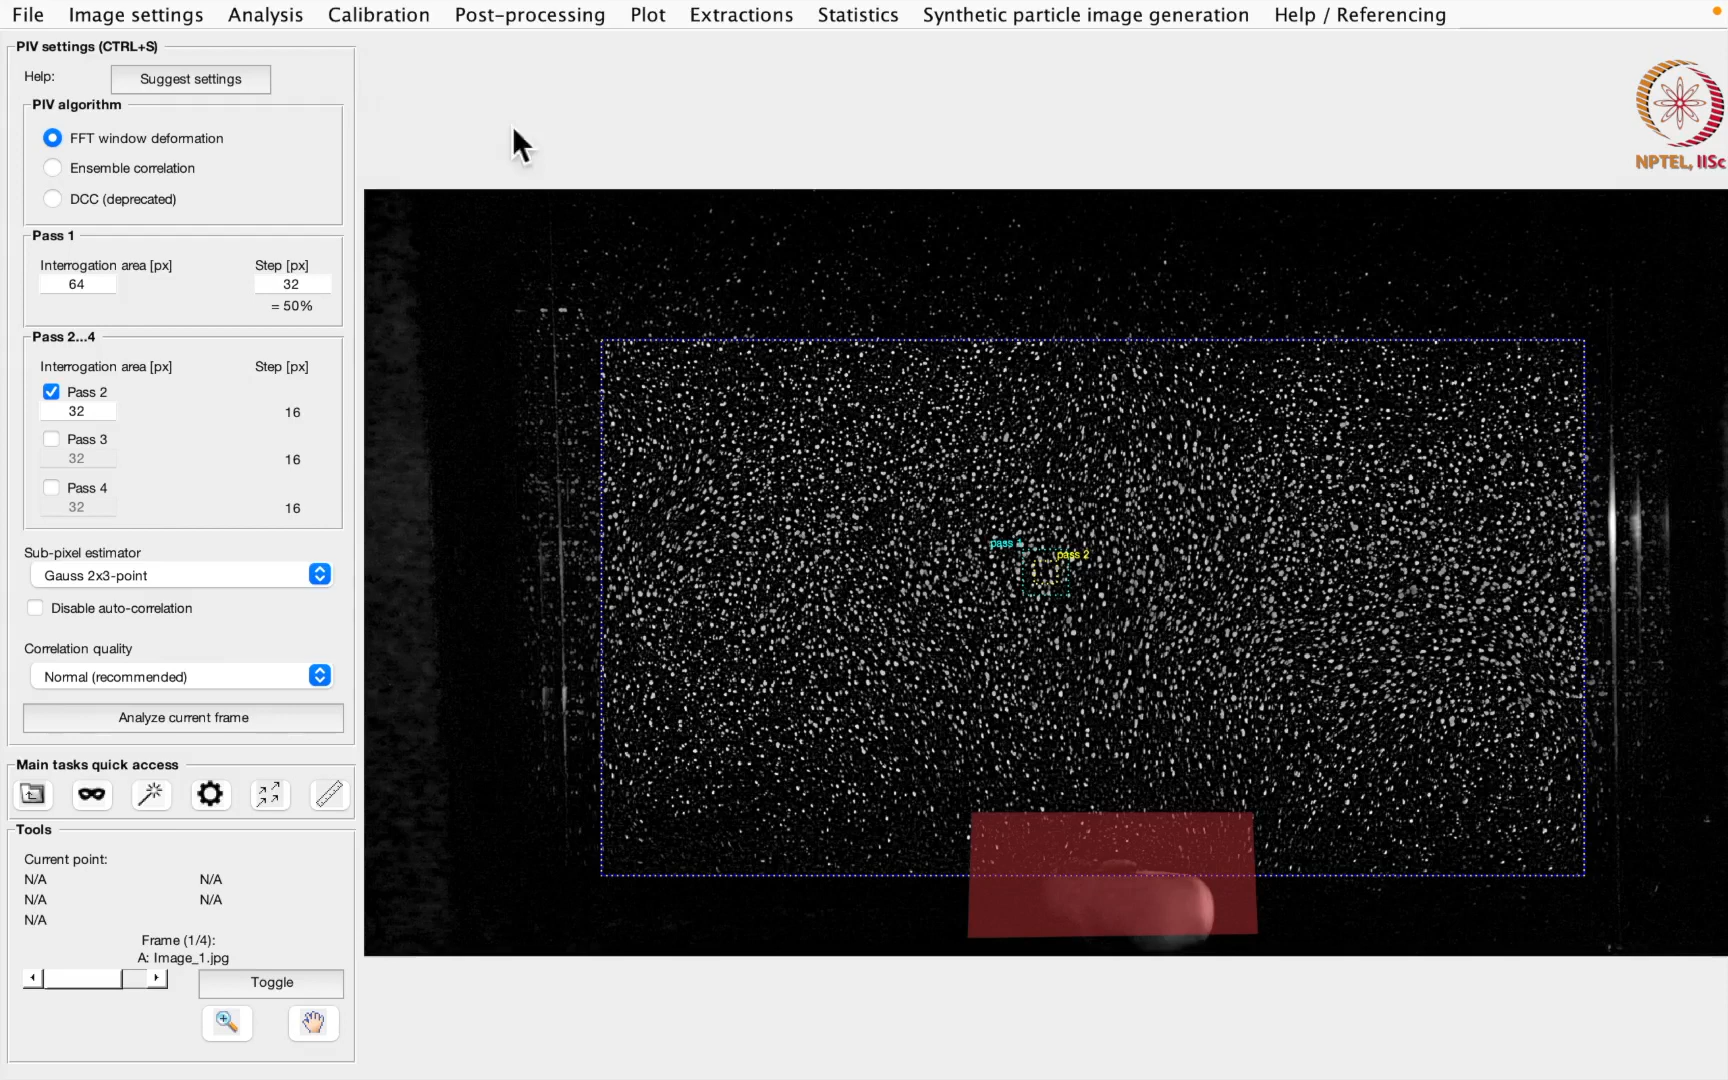 File Image settings Analysis Calibration Post-processing Plot Extractions Statistics Synthetic particle image generation Help / Referencing
PIV settings (CTRL+S)
Help:
Suggest settings
PIV algorithm
FFT window deformation
Ensemble correlation
DCC (deprecated)
Pass 1
Interrogation area [px] Step [px]
64 32
= 50%
Pass 2...4
Interrogation area [px] Step [px]
Pass 2
32 16
Pass 3
32 16
Pass 4
32 16
Sub-pixel estimator
Gauss 2x3-point
Disable auto-correlation
Correlation quality
Normal (recommended)
Analyze current frame
Main tasks quick access
Tools
Current point:
N/A N/A
N/A N/A
N/A
Frame (1/4):
A: Image_1.jpg
Toggle
NPTEL, IISc
pass 1
pass 2